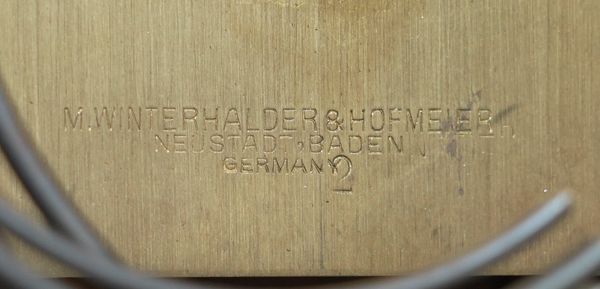 M. WINTERHALDER & HOFMEIER
NEUSTADT, BADEN
GERMANY 2